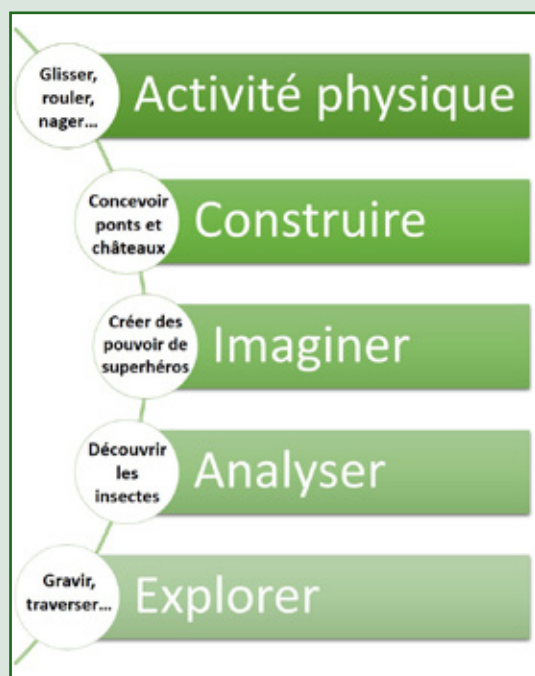 Glisser,
rouler,
nager...
Activité physique
Concevoir
ponts et
châteaux
Construire
Créer des
pouvoir de
superhéros
Imaginer
Découvrir
les
insectes
Analyser
Gravir,
traverser...
Explorer